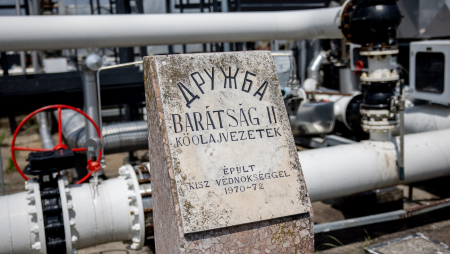 ДРУЖБА
BARÁTSÁG II
KŐOLAJVEZETÉK
ÉPÜLT
KISZ VÉDNÖKSÉGGEL
1970-72